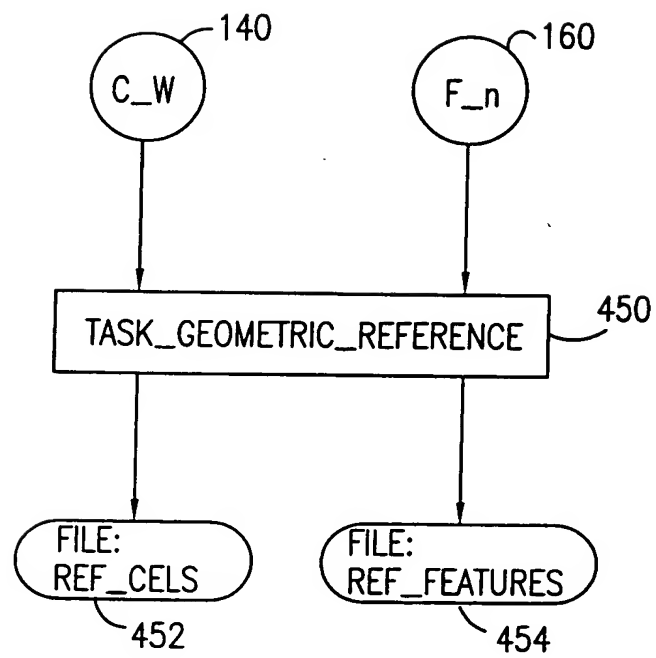 140
160
C_W
F_n
450
TASK_GEOMETRIC_REFERENCE
FILE:
REF_CELS
FILE:
REF_FEATURES
452
454